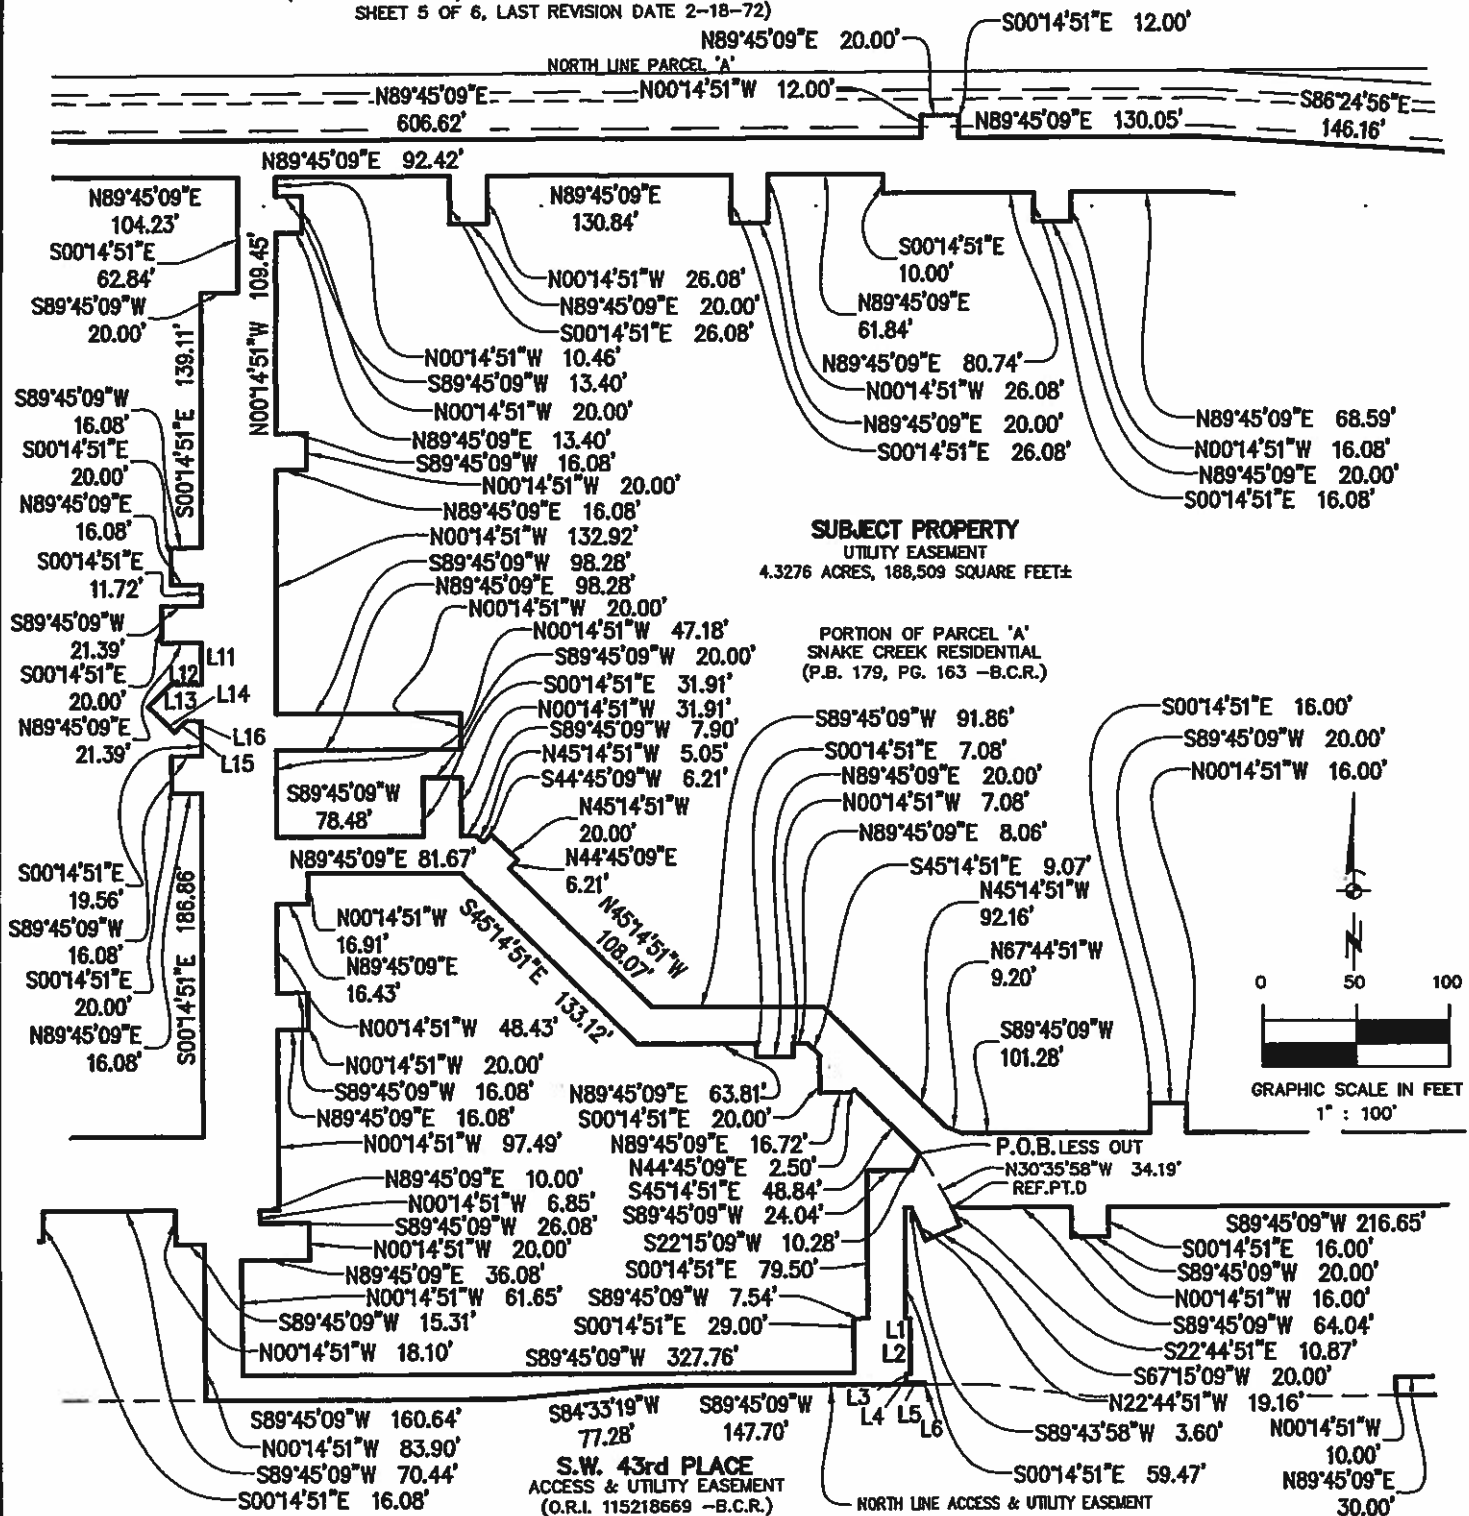 SHEET 5 OF 6, LAST REVISION DATE 2-18-72)
S00°14'51"E 12.00'
N89°45'09"E 20.00'
NORTH LINE PARCEL 'A'
N89°45'09"E
606.62'
N00°14'51"W 12.00'
N89°45'09"E 130.05'
S86°24'56"E
146.16'
N89°45'09"E 92.42'
N89°45'09"E
104.23'
S00°14'51"E
62.84'
S89°45'09"W
20.00'
S00°14'51"E 139.11'
N00°14'51"W 109.45'
N89°45'09"E
130.84'
N00°14'51"W 26.08'
N89°45'09"E 20.00'
S00°14'51"E 26.08'
S00°14'51"E
10.00'
N89°45'09"E
61.84'
N89°45'09"E 80.74'
N00°14'51"W 26.08'
N89°45'09"E 20.00'
S00°14'51"E 26.08'
N89°45'09"E 68.59'
N00°14'51"W 16.08'
N89°45'09"E 20.00'
S00°14'51"E 16.08'
N00°14'51"W 10.46'
S89°45'09"W 13.40'
N00°14'51"W 20.00'
N89°45'09"E 13.40'
S89°45'09"W 16.08'
N00°14'51"W 20.00'
N89°45'09"E 16.08'
N00°14'51"W 132.92'
S89°45'09"W 98.28'
N89°45'09"E 98.28'
N00°14'51"W 20.00'
N00°14'51"W 47.18'
S89°45'09"W 20.00'
S00°14'51"E 31.91'
N00°14'51"W 31.91'
S89°45'09"W 7.90'
N45°14'51"W 5.05'
S44°45'09"W 6.21'
N45°14'51"W
20.00'
N44°45'09"E
6.21'
S89°45'09"W
16.08'
S00°14'51"E
20.00'
N89°45'09"E
16.08'
S00°14'51"E
11.72'
S89°45'09"W
21.39'
S00°14'51"E
20.00'
N89°45'09"E
21.39'
L11
L12
L13
L14
L16
L15
S00°14'51"E
19.56'
S89°45'09"W
16.08'
S00°14'51"E
20.00'
N89°45'09"E
16.08'
S00°14'51"E 186.86'
SUBJECT PROPERTY
UTILITY EASEMENT
4.3276 ACRES, 188,509 SQUARE FEET±
PORTION OF PARCEL 'A'
SNAKE CREEK RESIDENTIAL
(P.B. 179, PG. 163 -B.C.R.)
S89°45'09"W
78.48'
N89°45'09"E 81.67'
S45°14'51"E 133.12'
N45°14'51"W
108.07'
S89°45'09"W 91.86'
S00°14'51"E 7.08'
N89°45'09"E 20.00'
N00°14'51"W 7.08'
N89°45'09"E 8.06'
S45°14'51"E 9.07'
N45°14'51"W
92.16'
N67°44'51"W
9.20'
S89°45'09"W
101.28'
S00°14'51"E 16.00'
S89°45'09"W 20.00'
N00°14'51"W 16.00'
N
0 50 100
GRAPHIC SCALE IN FEET
1" : 100'
N00°14'51"W
16.91'
N89°45'09"E
16.43'
N00°14'51"W 48.43'
N00°14'51"W 20.00'
S89°45'09"W 16.08'
N89°45'09"E 16.08'
N00°14'51"W 97.49'
N89°45'09"E 10.00'
N00°14'51"W 6.85'
S89°45'09"W 26.08'
N00°14'51"W 20.00'
N89°45'09"E 36.08'
N00°14'51"W 61.65'
S89°45'09"W 15.31'
N00°14'51"W 18.10'
N89°45'09"E 63.81'
S00°14'51"E 20.00'
N89°45'09"E 16.72'
N44°45'09"E 2.50'
S45°14'51"E 48.84'
S89°45'09"W 24.04'
S22°15'09"W 10.28'
S00°14'51"E 79.50'
S89°45'09"W 7.54'
S00°14'51"E 29.00'
S89°45'09"W 327.76'
P.O.B. LESS OUT
N30°35'58"W 34.19'
REF.PT.D
S89°45'09"W 216.65'
S00°14'51"E 16.00'
S89°45'09"W 20.00'
N00°14'51"W 16.00'
S89°45'09"W 64.04'
S22°44'51"E 10.87'
S67°15'09"W 20.00'
N22°44'51"W 19.16'
S89°43'58"W 3.60'
S00°14'51"E 59.47'
L1
L2
L3
L4
L5
L6
N00°14'51"W
10.00'
N89°45'09"E
30.00'
S89°45'09"W 160.64'
N00°14'51"W 83.90'
S89°45'09"W 70.44'
S00°14'51"E 16.08'
S84°33'19"W
77.28'
S89°45'09"W
147.70'
S.W. 43rd PLACE
ACCESS & UTILITY EASEMENT
(O.R.I. 115218669 -B.C.R.)
NORTH LINE ACCESS & UTILITY EASEMENT